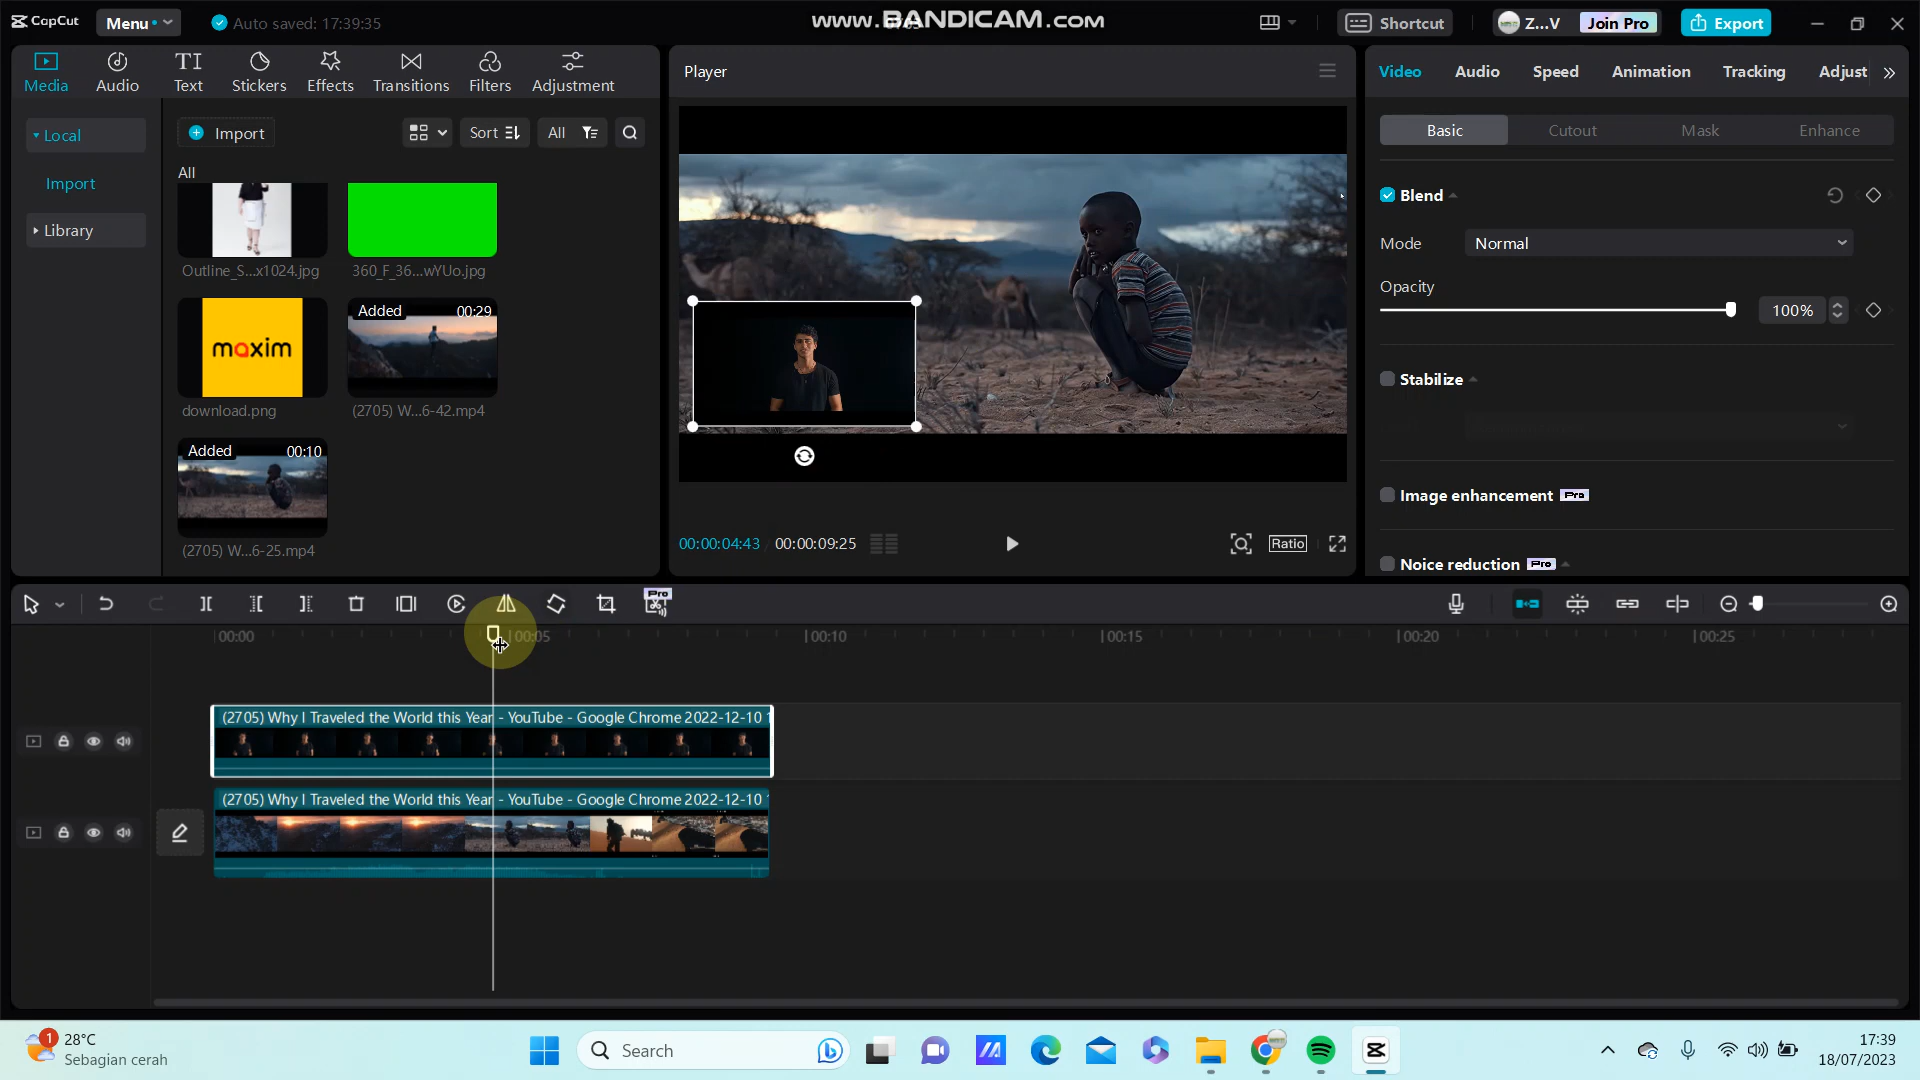 CapCut
Menu
Auto saved: 17:39:35
www.BANDICAM.com
Shortcut
Z...V
Join Pro
Export
Media
Audio
Text
Stickers
Effects
Transitions
Filters
Adjustment
Player
Video
Audio
Speed
Animation
Tracking
Adjust
Local
Import
Library
Import
Sort
All
All
Outline_S...x1024.jpg
360_F_36...wYUo.jpg
maxim
download.png
Added
00:29
(2705) W...6-42.mp4
Added
00:10
(2705) W...6-25.mp4
00:00:04:43
00:00:09:25
Ratio
Basic
Cutout
Mask
Enhance
Blend
Mode
Normal
Opacity
100%
Stabilize
Image enhancement Pro
Noice reduction Pro
Pro
00:00
00:05
00:10
00:15
00:20
00:25
(2705) Why I Traveled the World this Year - YouTube - Google Chrome 2022-12-10 1
(2705) Why I Traveled the World this Year - YouTube - Google Chrome 2022-12-10
1
28°C
Sebagian cerah
Search
17:39
18/07/2023